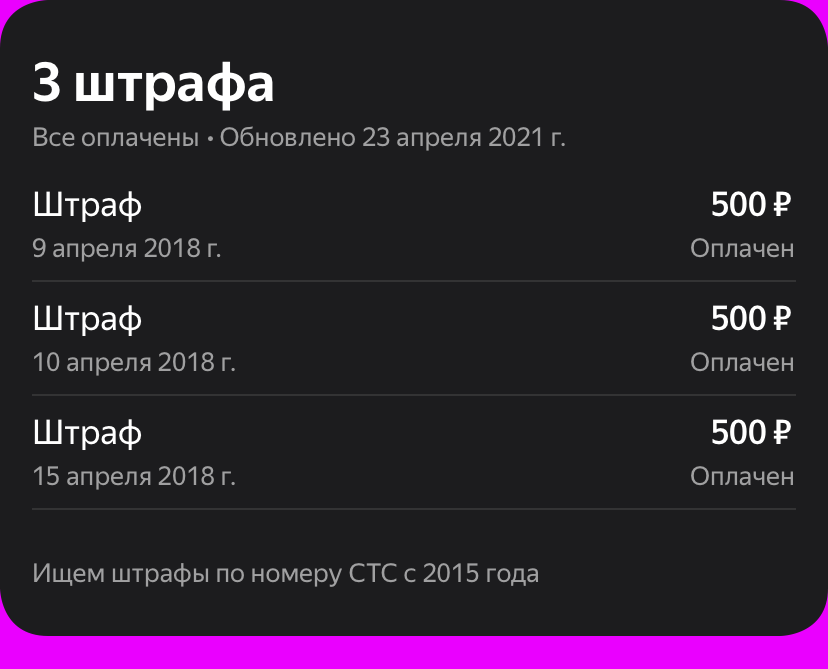 3 штрафа
Все оплачены • Обновлено 23 апреля 2021 г.
Штраф 500 ₽
9 апреля 2018 г. Оплачен
Штраф 500 ₽
10 апреля 2018 г. Оплачен
Штраф 500 ₽
15 апреля 2018 г. Оплачен
Ищем штрафы по номеру СТС с 2015 года